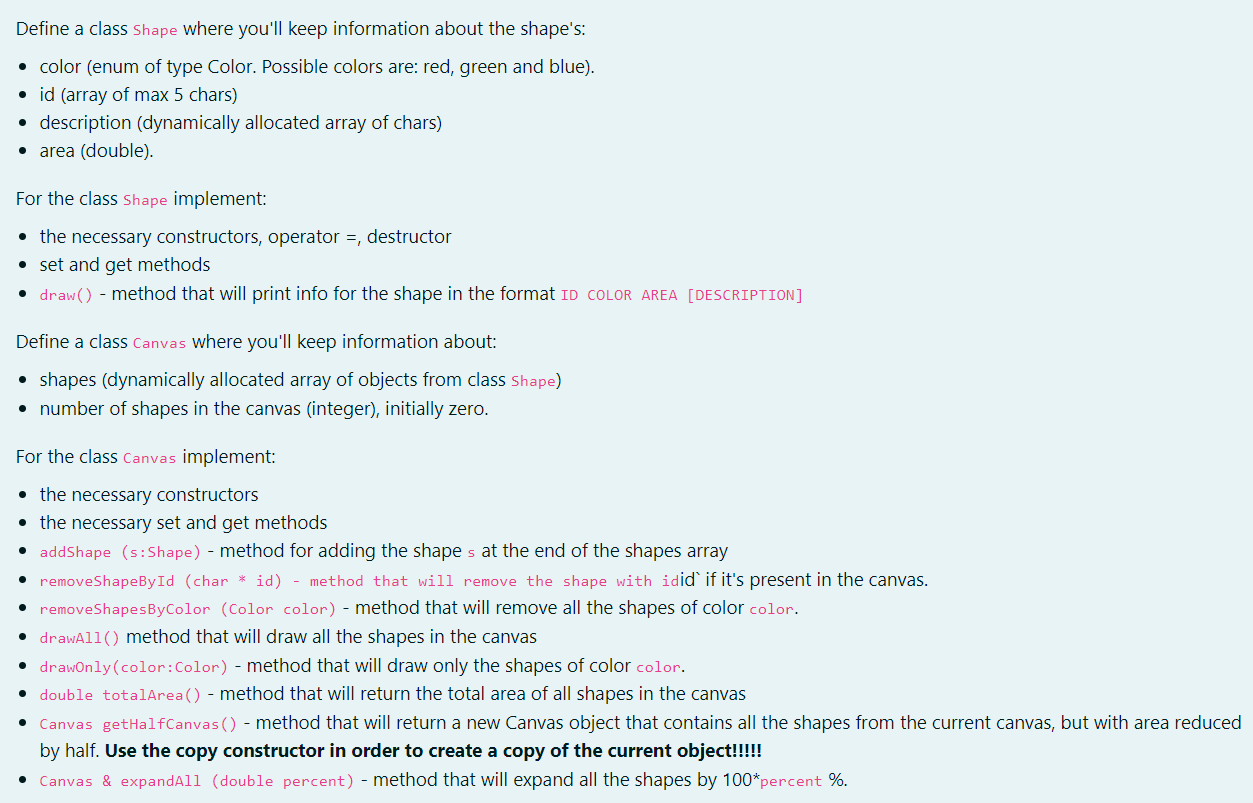 Define a class Shape where you'll keep information about the shape's:
• color (enum of type Color. Possible colors are: red, green and blue).
• id (array of max 5 chars)
• description (dynamically allocated array of chars)
• area (double).
For the class Shape implement:
• the necessary constructors, operator =, destructor
• set and get methods
• draw() - method that will print info for the shape in the format ID COLOR AREA [DESCRIPTION]
Define a class Canvas where you'll keep information about:
• shapes (dynamically allocated array of objects from class Shape)
• number of shapes in the canvas (integer), initially zero.
For the class Canvas implement:
• the necessary constructors
• the necessary set and get methods
• addShape (s:Shape) - method for adding the shape s at the end of the shapes array
• removeShapeById (char * id) - method that will remove the shape with idid` if it's present in the canvas.
• removeShapesByColor (Color color) - method that will remove all the shapes of color color.
• drawAll() method that will draw all the shapes in the canvas
• drawOnly(color:Color) - method that will draw only the shapes of color color.
• double totalArea() - method that will return the total area of all shapes in the canvas
• Canvas getHalfCanvas() - method that will return a new Canvas object that contains all the shapes from the current canvas, but with area reduced
by half. Use the copy constructor in order to create a copy of the current object!!!!!
• Canvas & expandAll (double percent) - method that will expand all the shapes by 100*percent %.